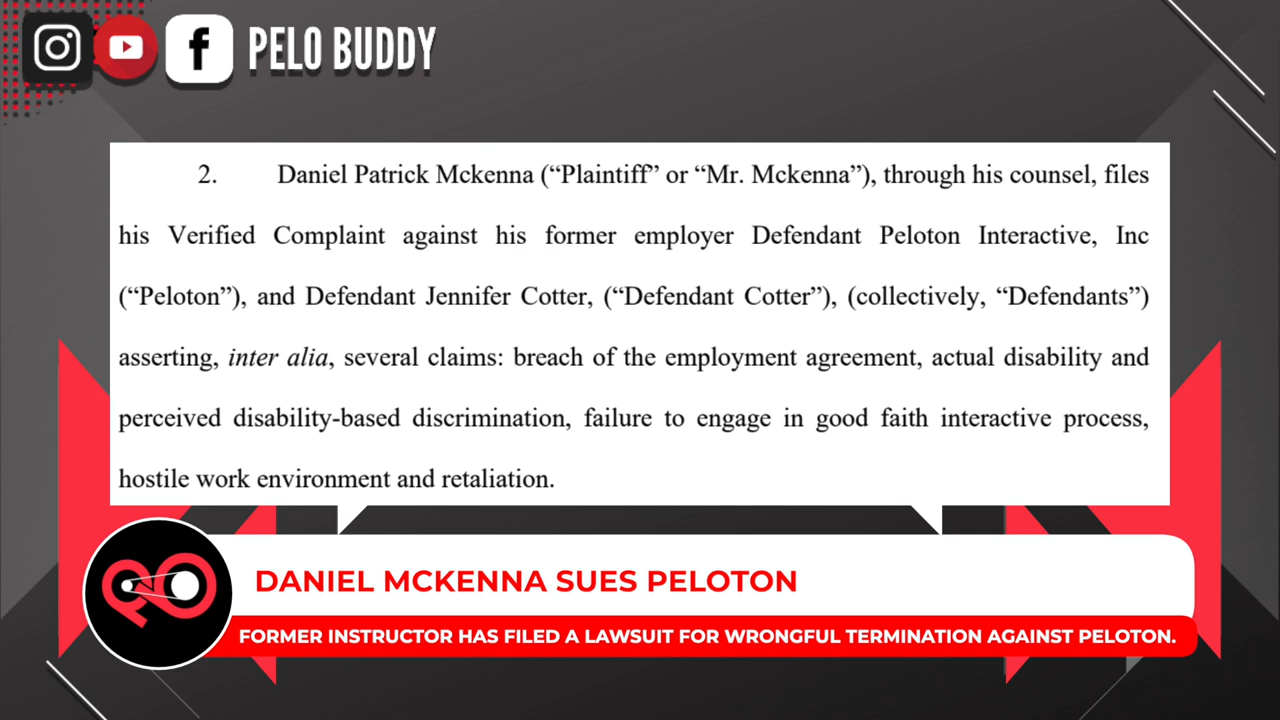 PELO BUDDY
2. Daniel Patrick Mckenna (“Plaintiff” or “Mr. Mckenna”), through his counsel, files
his Verified Complaint against his former employer Defendant Peloton Interactive, Inc
(“Peloton”), and Defendant Jennifer Cotter, (“Defendant Cotter”), (collectively, “Defendants”)
asserting, inter alia, several claims: breach of the employment agreement, actual disability and
perceived disability-based discrimination, failure to engage in good faith interactive process,
hostile work environment and retaliation.
DANIEL MCKENNA SUES PELOTON
FORMER INSTRUCTOR HAS FILED A LAWSUIT FOR WRONGFUL TERMINATION AGAINST PELOTON.